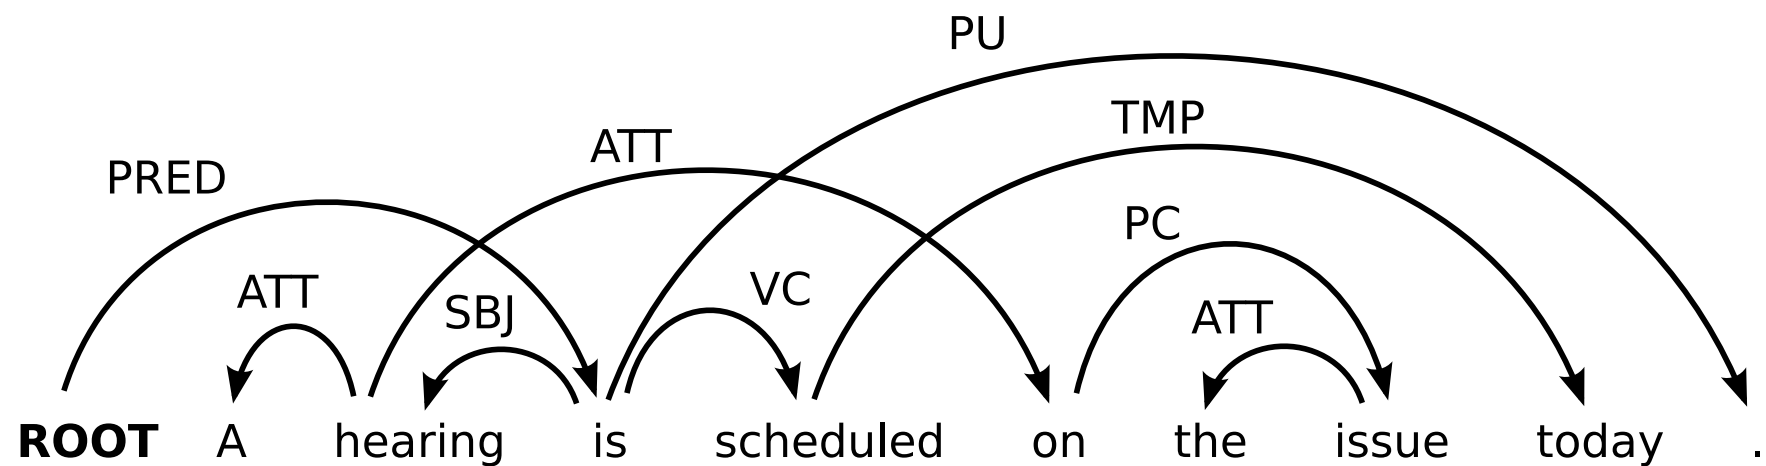 PU
TMP
ATT
PRED
PC
ATT
SBJ
VC
ATT
ROOT A hearing is scheduled on the issue today .